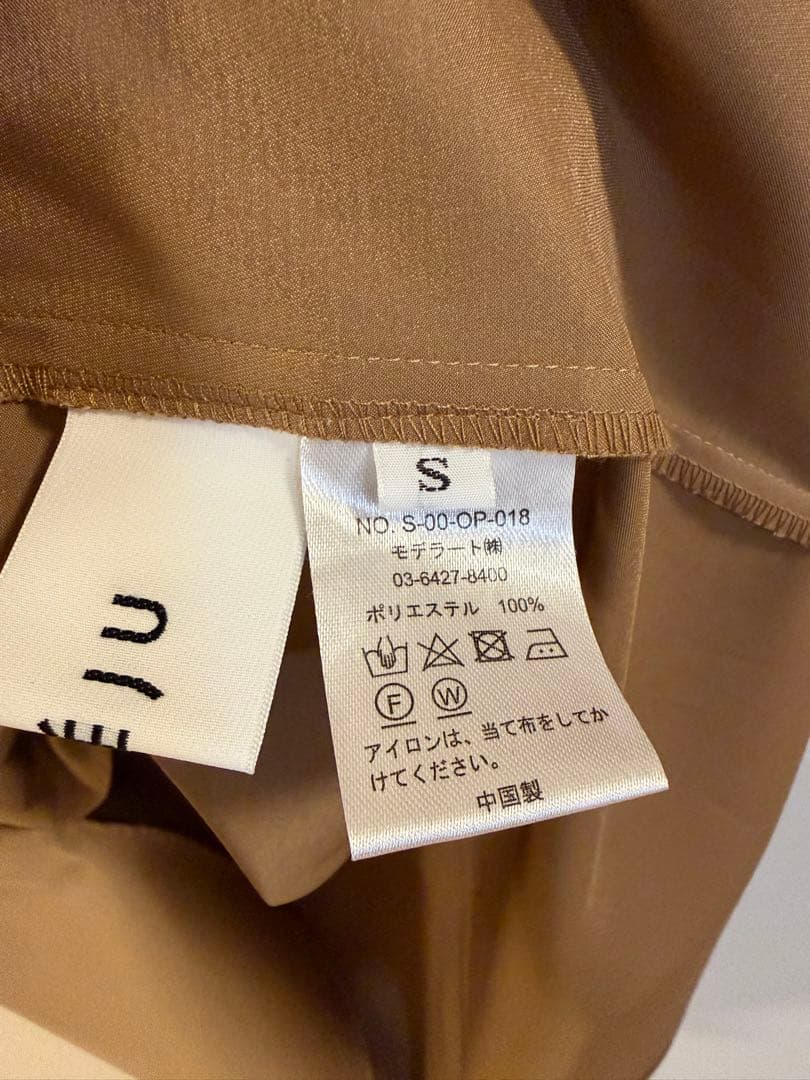 S
NO. S-00-OP-018
モデラート㈱
03-6427-8400
ポリエステル 100%
F W
アイロンは、当て布をしてか
けてください。
中国製